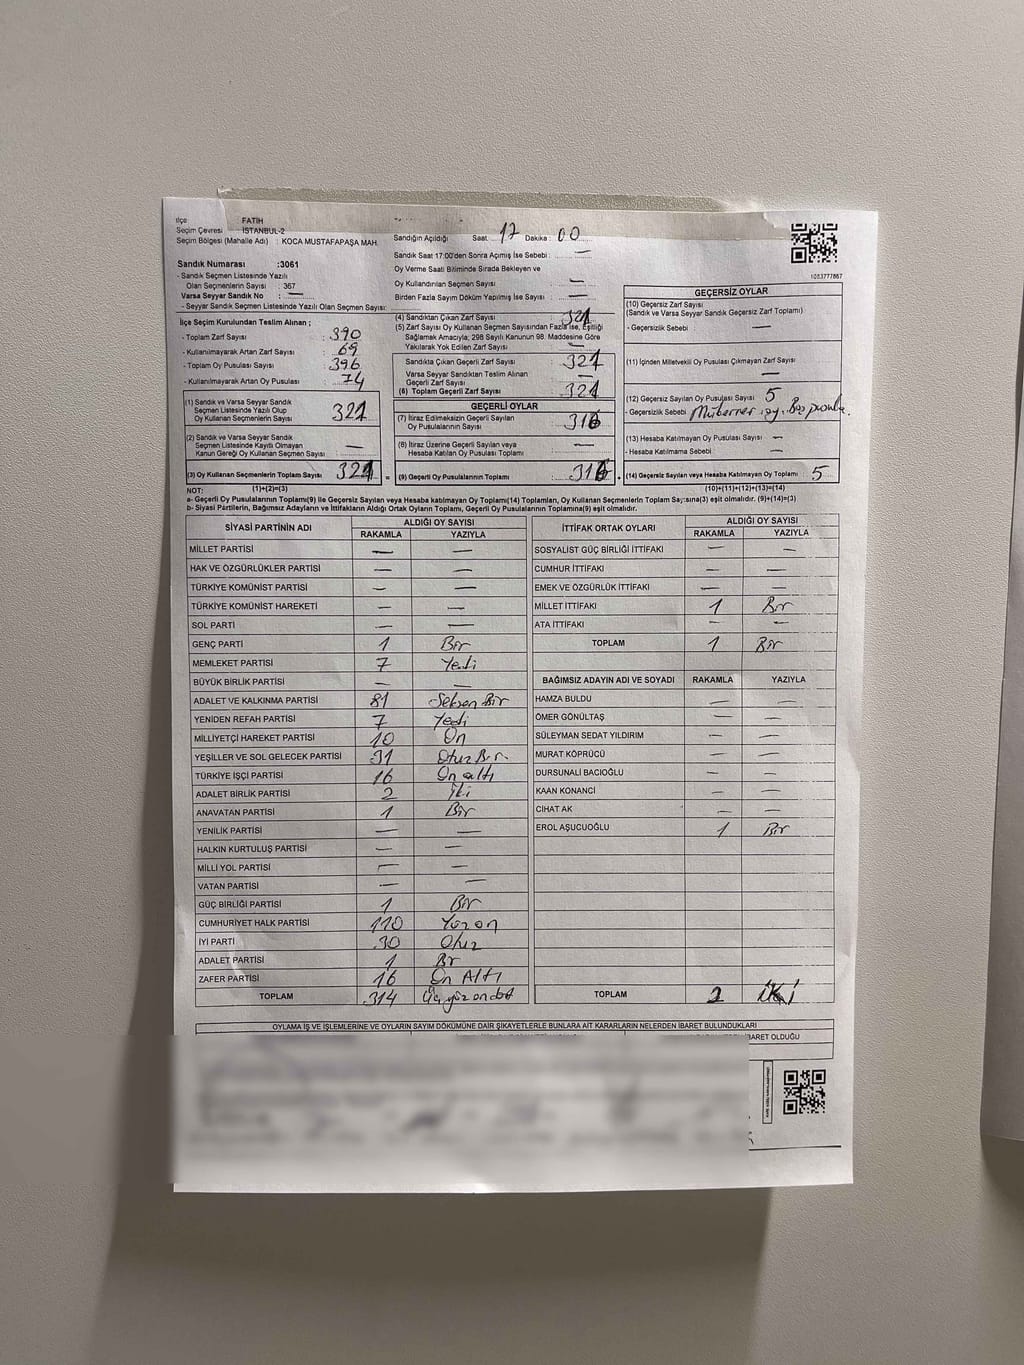 İlçe FATİH
Seçim Çevresi İSTANBUL-2
Seçim Bölgesi (Mahalle Adı) : KOCA MUSTAFAPAŞA MAH.
Sandık Numarası :3061
- Sandık Seçmen Listesinde Yazılı
Olan Seçmenlerin Sayısı : 367
Varsa Seyyar Sandık No : —
- Seyyar Sandık Seçmen Listesinde Yazılı Olan Seçmen Sayısı:
İlçe Seçim Kurulundan Teslim Alınan ;
- Toplam Zarf Sayısı : 390
- Kullanılmayarak Artan Zarf Sayısı : 69
- Toplam Oy Pusulası : 396
- Kullanılmayarak Artan Oy Pusulası : 74
(1) Sandık ve Varsa Seyyar Sandık
Seçmen Listesinde Yazılı Olup
Oy Kullanan Seçmenlerin Sayısı 321
(2) Sandık ve Varsa Seyyar Sandık
Seçmen Listesinde Kayıtlı Olmayan
Kanun Gereği Oy Kullanan Seçmen Sayısı —
(3) Oy Kullanan Seçmenlerin Toplam Sayısı 321 =
Sandığın Açıldığı Saat: 17 Dakika : 00
Sandık Saat 17:00'den Sonra Açımış İse Sebebi : —
Oy Verme Saati Bitiminde Sırada Bekleyen ve
Oy Kullandırılan Seçmen Sayısı —
Birden Fazla Sayım Döküm Yapılmış İse Sayısı —
(4) Sandıktan Çıkan Zarf Sayısı 321
(5) Zarf Sayısı Oy Kullanan Seçmen Sayısından Fazla ise, Eşitliği
Sağlamak Amacıyla, 298 Sayılı Kanunun 98. Maddesine Göre
Yakılarak Yok Edilen Zarf Sayısı —
Sandıkta Çıkan Geçerli Zarf Sayısı 321
Varsa Seyyar Sandıktan Teslim Alınan
Geçerli Zarf Sayısı —
(6) Toplam Geçerli Zarf Sayısı 321
GEÇERLİ OYLAR
(7) İtiraz Edilmeksizin Geçerli Sayılan
Oy Pusulalarının Sayısı 316
(8) İtiraz Üzerine Geçerli Sayılan veya
Hesaba Katılan Oy Pusulası Toplamı —
(9) Geçerli Oy Pusulalarının Toplamı 316 +
1083777867
GEÇERSİZ OYLAR
(10) Geçersiz Zarf Sayısı
(Sandık ve Varsa Seyyar Sandık Geçersiz Zarf Toplamı)
- Geçersizlik Sebebi —
(11) İçinden Milletvekili Oy Pusulası Çıkmayan Zarf Sayısı
—
(12) Geçersiz Sayılan Oy Pusulası Sayısı 5
- Geçersizlik Sebebi
(13) Hesaba Katılmayan Oy Pusulası Sayısı —
- Hesaba Katılmama Sebebi —
(14) Geçersiz Sayılan veya Hesaba Katılmayan Oy Toplamı 5
NOT: (1)+(2)=(3) (10)+(11)+(12)+(13)=(14)
a- Geçerli Oy Pusulalarının Toplamı(9) ile Geçersiz Sayılan veya Hesaba katılmayan Oy Toplamı(14) Toplamları, Oy Kullanan Seçmenlerin Toplam Sayısına(3) eşit olmalıdır. (9)+(14)=(3)
b- Siyasi Partilerin, Bağımsız Adayların ve İttifakların Aldığı Ortak Oyların Toplamı, Geçerli Oy Pusulalarının Toplamına(9) eşit olmalıdır.
SİYASİ PARTİNİN ADI ALDIĞI OY SAYISI
RAKAMLA YAZIYLA
MİLLET PARTİSİ — —
HAK VE ÖZGÜRLÜKLER PARTİSİ — —
TÜRKİYE KOMÜNİST PARTİSİ — —
TÜRKİYE KOMÜNİST HAREKETİ — —
SOL PARTİ — —
GENÇ PARTİ 1 Bir
MEMLEKET PARTİSİ 7 Yedi
BÜYÜK BİRLİK PARTİSİ — —
ADALET VE KALKINMA PARTİSİ 81 Seksen Bir
YENİDEN REFAH PARTİSİ 7 Yedi
MİLLİYETÇİ HAREKET PARTİSİ 10 On
YEŞİLLER VE SOL GELECEK PARTİSİ 31 Otuz Bir
TÜRKİYE İŞÇİ PARTİSİ 16 On altı
ADALET BİRLİK PARTİSİ 2 İki
ANAVATAN PARTİSİ 1 Bir
YENİLİK PARTİSİ — —
HALKIN KURTULUŞ PARTİSİ — —
MİLLİ YOL PARTİSİ — —
VATAN PARTİSİ — —
GÜÇ BİRLİĞİ PARTİSİ 1 Bir
CUMHURİYET HALK PARTİSİ 110 Yüz on
İYİ PARTİ 30 Otuz
ADALET PARTİSİ 1 Bir
ZAFER PARTİSİ 16 On Altı
TOPLAM 314 Üç yüz on dört
İTTİFAK ORTAK OYLARI ALDIĞI OY SAYISI
RAKAMLA YAZIYLA
SOSYALİST GÜÇ BİRLİĞİ İTTİFAKI — —
CUMHUR İTTİFAKI — —
EMEK VE ÖZGÜRLÜK İTTİFAKI — —
MİLLET İTTİFAKI 1 Bir
ATA İTTİFAKI — —
TOPLAM 1 Bir
BAĞIMSIZ ADAYIN ADI VE SOYADI RAKAMLA YAZIYLA
HAMZA BULDU — —
ÖMER GÖNÜLTAŞ — —
SÜLEYMAN SEDAT YILDIRIM — —
MURAT KÖPRÜCÜ — —
DURSUNALİ BACIOĞLU — —
KAAN KONANCİ — —
CİHAT AK — —
EROL AŞUCUOĞLU 1 Bir
TOPLAM 2 İki
OYLAMA İŞ VE İŞLEMLERİNE VE OYLARIN SAYIM DÖKÜMÜNE DAİR ŞİKAYETLERLE BUNLARA AİT KARARLARIN NELERDEN İBARET BULUNDUKLARI
İBARET OLDUĞU